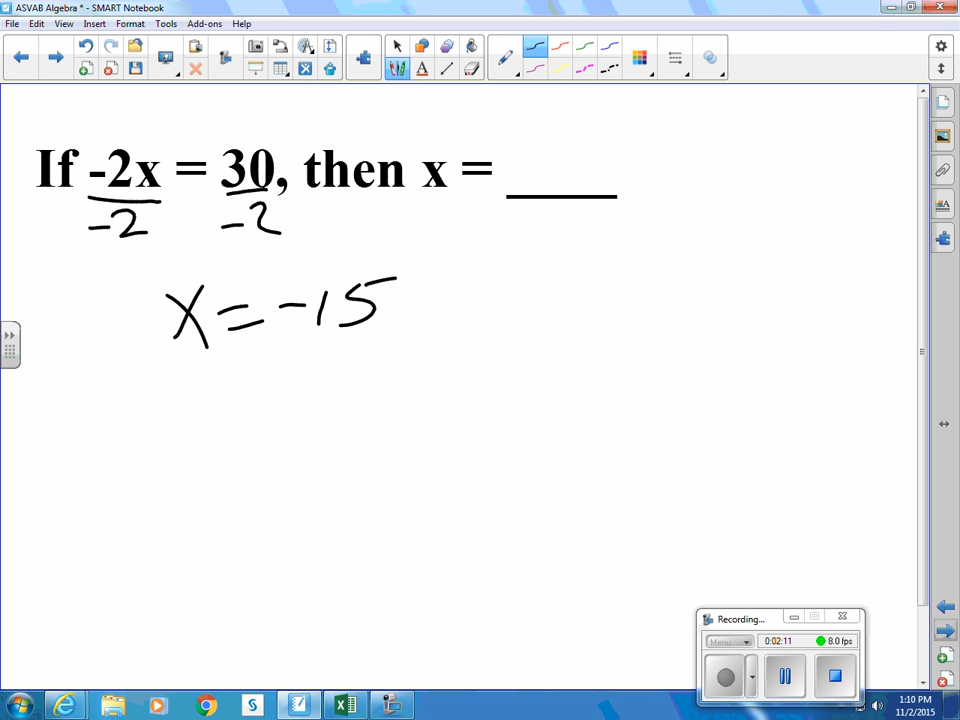 ASVAB Algebra * - SMART Notebook
File Edit View Insert Format Tools Add-ons Help
If -2x = 30, then x = ____
-2 -2
x = -15
Recording...
Menu 0:02:11 8.0 fps
1:10 PM
11/2/2015